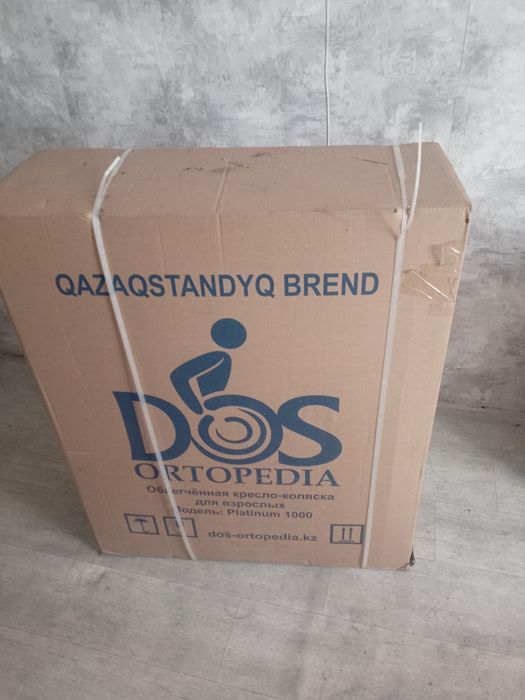 QAZAQSTANDYQ BREND
DOS
ORTOPEDIA
Облегчённая кресло-коляска
для взрослых
Модель: Platinum 1000
dos-ortopedia.kz